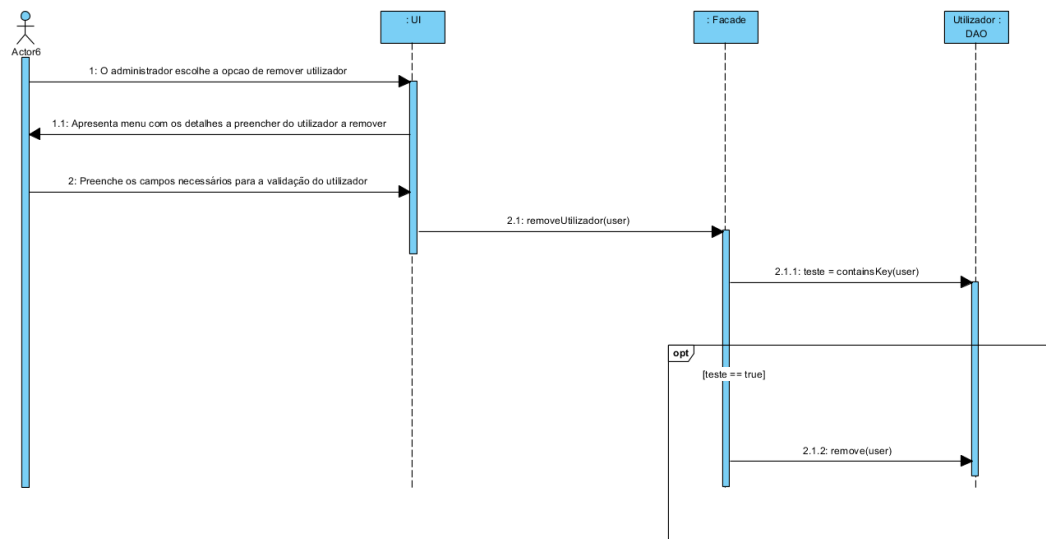 : UI
: Facade
Utilizador :
DAO
Actor6
1: O administrador escolhe a opcao de remover utilizador
1.1: Apresenta menu com os detalhes a preencher do utilizador a remover
2: Preenche os campos necessários para a validação do utilizador
2.1: removeUtilizador(user)
2.1.1: teste = containsKey(user)
opt
[teste == true]
2.1.2: remove(user)